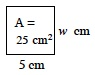 A =
25 cm² w cm
5 cm